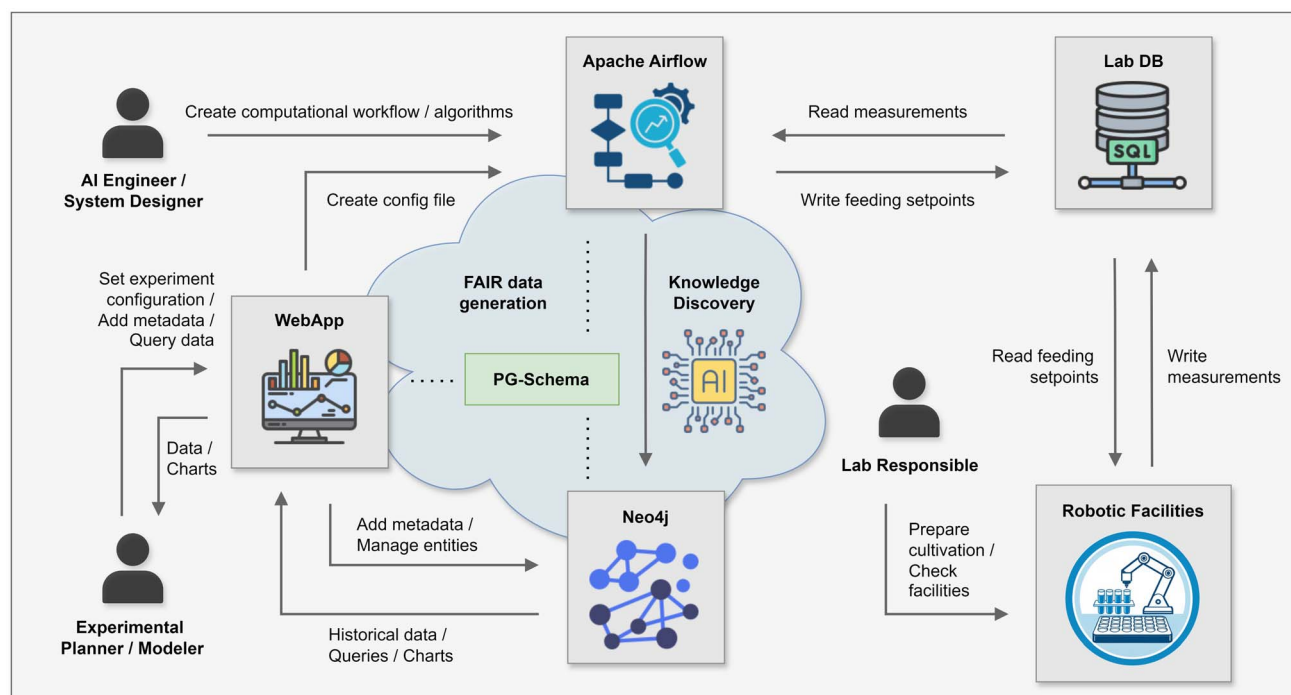 Apache Airflow
Lab DB
SQL
Create computational workflow / algorithms
Read measurements
AI Engineer /
System Designer
Create config file
Write feeding setpoints
Set experiment
configuration /
Add metadata /
Query data
WebApp
FAIR data
generation
Knowledge
Discovery
AI
PG-Schema
Read feeding
setpoints
Write
measurements
Data /
Charts
Lab Responsible
Add metadata /
Manage entities
Neo4j
Robotic Facilities
Prepare
cultivation /
Check
facilities
Experimental
Planner / Modeler
Historical data /
Queries / Charts